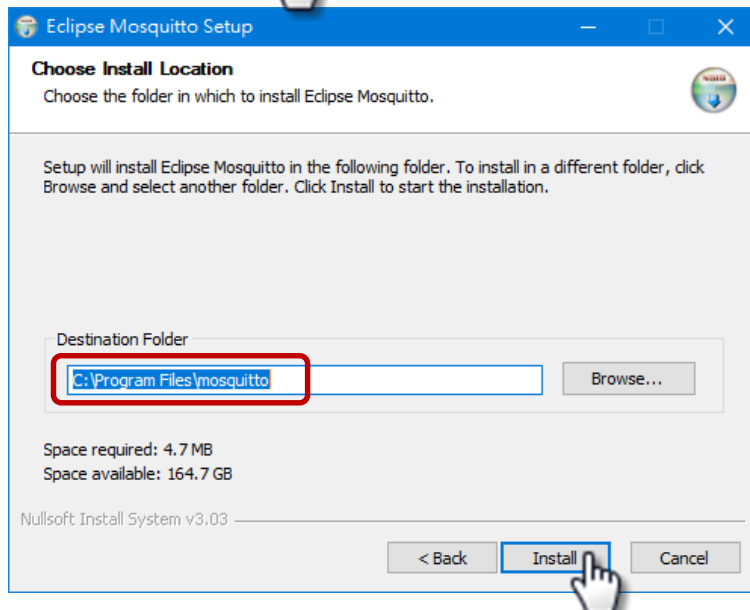 Eclipse Mosquitto Setup
Choose Install Location
Choose the folder in which to install Eclipse Mosquitto.
Setup will install Eclipse Mosquitto in the following folder. To install in a different folder, click
Browse and select another folder. Click Install to start the installation.
Destination Folder
C:\Program Files\mosquitto
Browse...
Space required: 4.7 MB
Space available: 164.7 GB
Nullsoft Install System v3.03
< Back
Install
Cancel